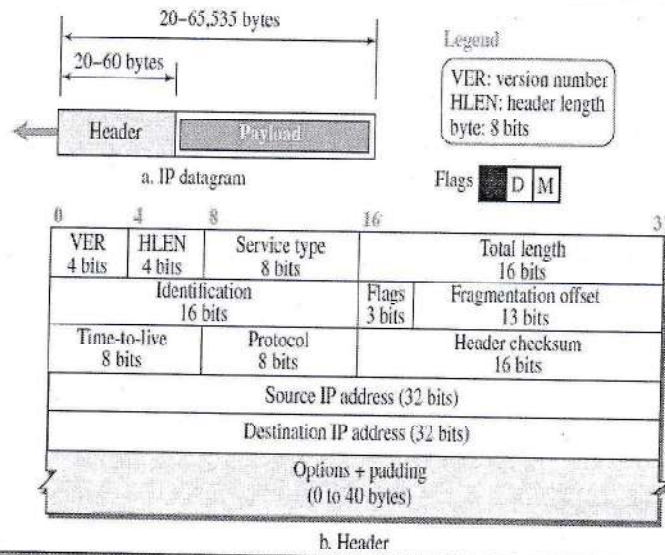 20–65,535 bytes
20–60 bytes
Header
Payload
a. IP datagram
Legend
VER: version number
HLEN: header length
byte: 8 bits
Flags D M
0 4 8 16 3
VER HLEN Service type Total length
4 bits 4 bits 8 bits 16 bits
Identification Flags Fragmentation offset
16 bits 3 bits 13 bits
Time-to-live Protocol Header checksum
8 bits 8 bits 16 bits
Source IP address (32 bits)
Destination IP address (32 bits)
Options + padding
(0 to 40 bytes)
b. Header